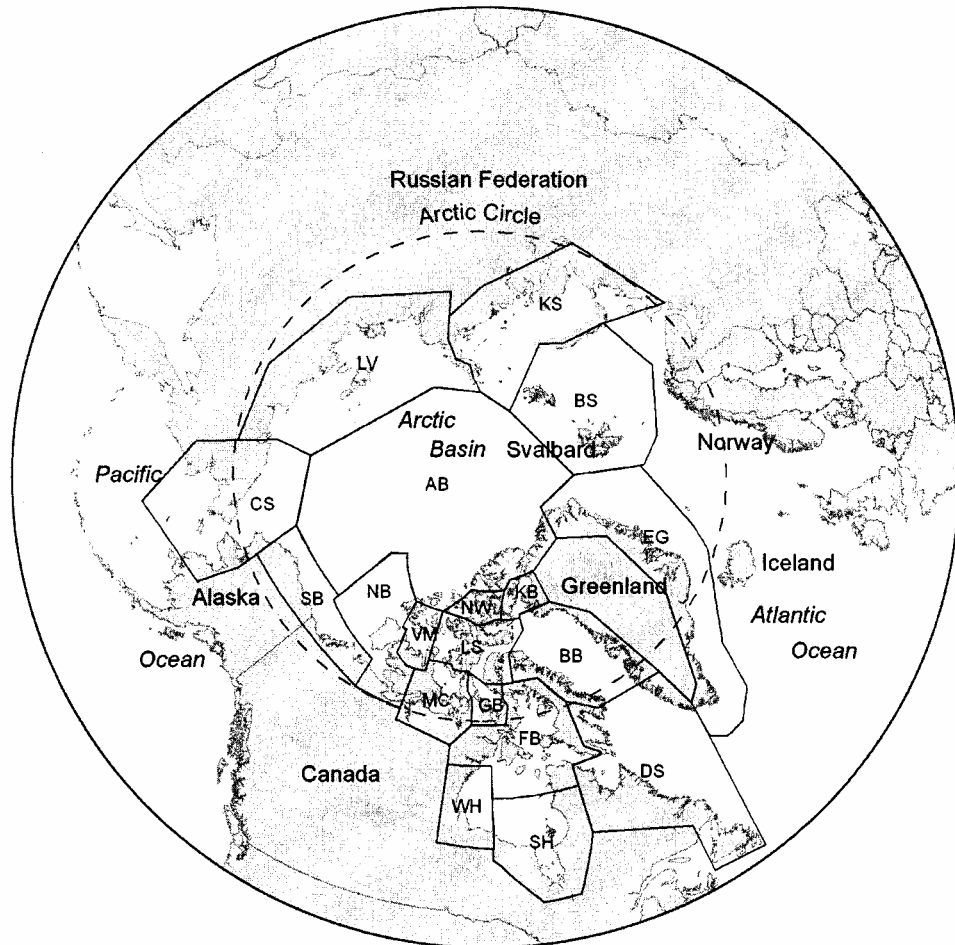 Russian Federation
Arctic Circle
KS
LV
BS
Arctic
Basin
Svalbard
Norway
Pacific
AB
CS
EG
Iceland
Greenland
Alaska
SB
NB
NW
KB
Atlantic
VM
LS
BB
Ocean
Ocean
MC
GB
FB
Canada
DS
WH
SH